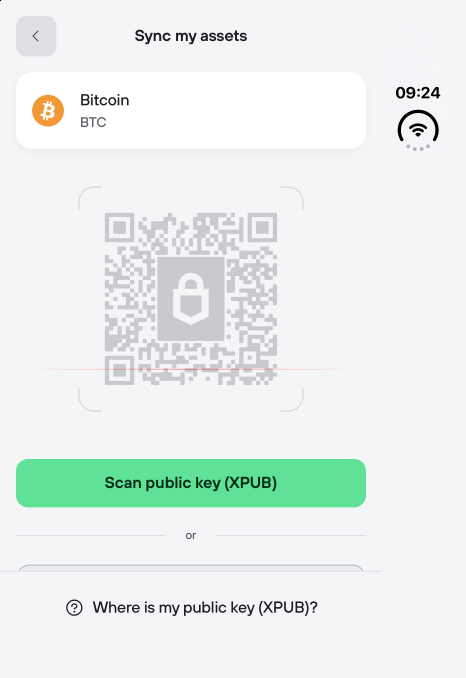 Sync my assets
Bitcoin
BTC
09:24
Scan public key (XPUB)
or
Where is my public key (XPUB)?